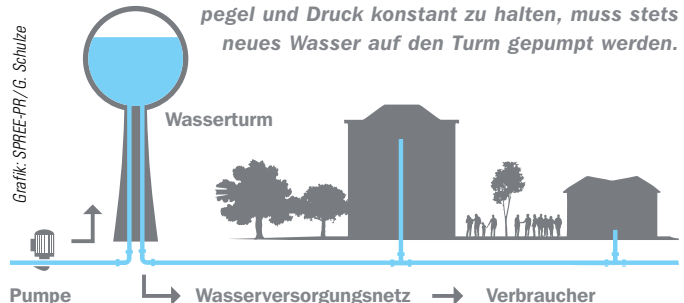 pegel und Druck konstant zu halten, muss stets
neues Wasser auf den Turm gepumpt werden.
Grafik: SPREE-PR/G. Schulze
Wasserturm
Pumpe
Wasserversorgungsnetz
Verbraucher